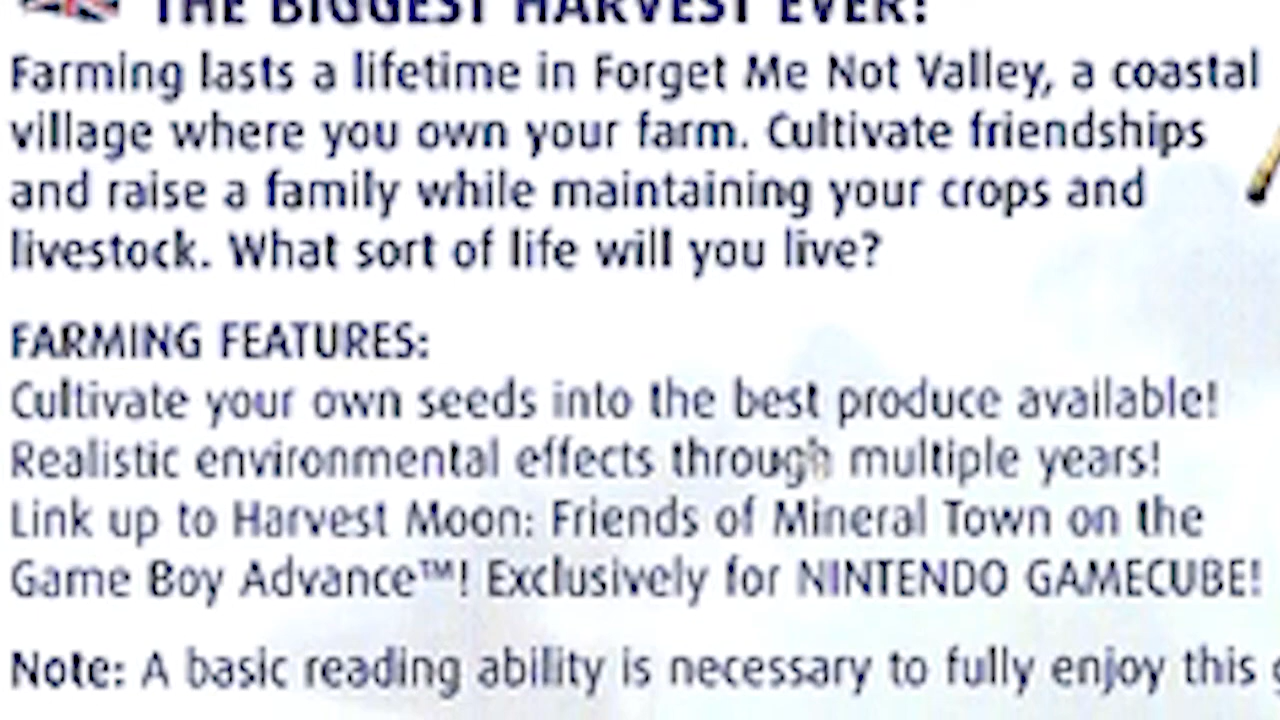 THE BIGGEST HARVEST EVER!
Farming lasts a lifetime in Forget Me Not Valley, a coastal
village where you own your farm. Cultivate friendships
and raise a family while maintaining your crops and
livestock. What sort of life will you live?
FARMING FEATURES:
Cultivate your own seeds into the best produce available!
Realistic environmental effects through multiple years!
Link up to Harvest Moon: Friends of Mineral Town on the
Game Boy Advance™! Exclusively for NINTENDO GAMECUBE!
Note: A basic reading ability is necessary to fully enjoy this